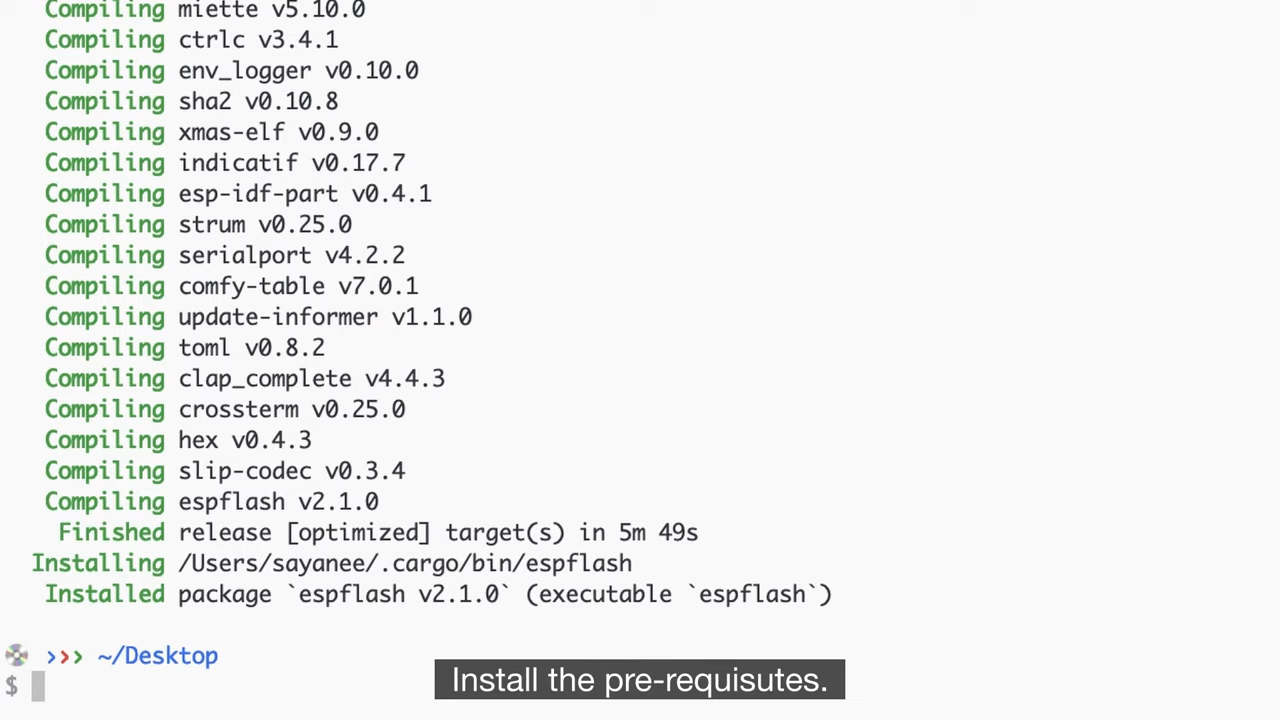 Compiling miette v5.10.0
Compiling ctrlc v3.4.1
Compiling env_logger v0.10.0
Compiling sha2 v0.10.8
Compiling xmas-elf v0.9.0
Compiling indicatif v0.17.7
Compiling esp-idf-part v0.4.1
Compiling strum v0.25.0
Compiling serialport v4.2.2
Compiling comfy-table v7.0.1
Compiling update-informer v1.1.0
Compiling toml v0.8.2
Compiling clap_complete v4.4.3
Compiling crossterm v0.25.0
Compiling hex v0.4.3
Compiling slip-codec v0.3.4
Compiling espflash v2.1.0
Finished release [optimized] target(s) in 5m 49s
Installing /Users/sayanee/.cargo/bin/espflash
Installed package `espflash v2.1.0` (executable `espflash`)
››› ~/Desktop
$
Install the pre-requisutes.